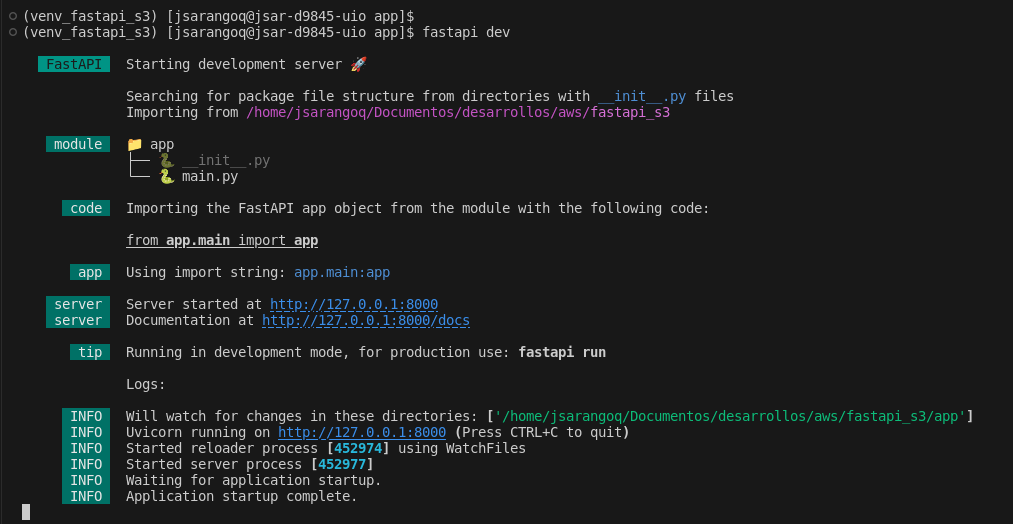 (venv_fastapi_s3) [jsarangoq@jsar-d9845-uio app]$
(venv_fastapi_s3) [jsarangoq@jsar-d9845-uio app]$ fastapi dev
FastAPI Starting development server 🚀
Searching for package file structure from directories with __init__.py files
Importing from /home/jsarangoq/Documentos/desarrollos/aws/fastapi_s3
module 📁 app
├── 🐍 __init__.py
└── 🐍 main.py
code Importing the FastAPI app object from the module with the following code:
from app.main import app
app Using import string: app.main:app
server Server started at http://127.0.0.1:8000
server Documentation at http://127.0.0.1:8000/docs
tip Running in development mode, for production use: fastapi run
Logs:
INFO Will watch for changes in these directories: ['/home/jsarangoq/Documentos/desarrollos/aws/fastapi_s3/app']
INFO Uvicorn running on http://127.0.0.1:8000 (Press CTRL+C to quit)
INFO Started reloader process [452974] using WatchFiles
INFO Started server process [452977]
INFO Waiting for application startup.
INFO Application startup complete.